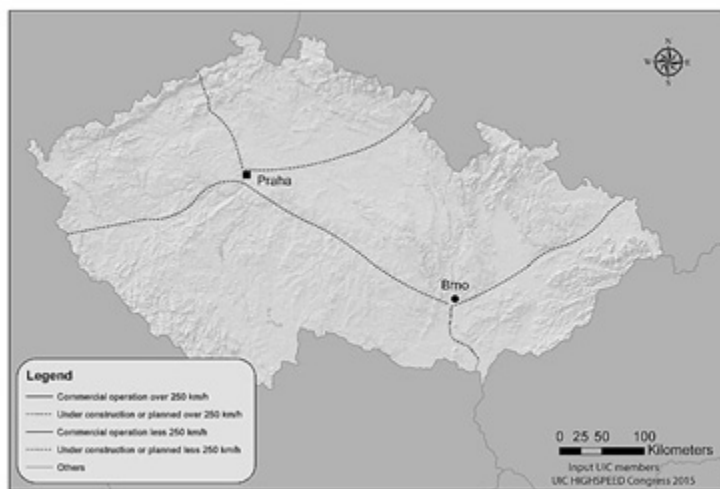 N
W E
S
Praha
Brno
Legend
Commercial operation over 250 km/h
Under construction or planned over 250 km/h
Commercial operation less 250 km/h
Under construction or planned less 250 km/h
Others
0 25 50 100
Kilometers
Input UIC members
UIC HIGHSPEED Congress 2015